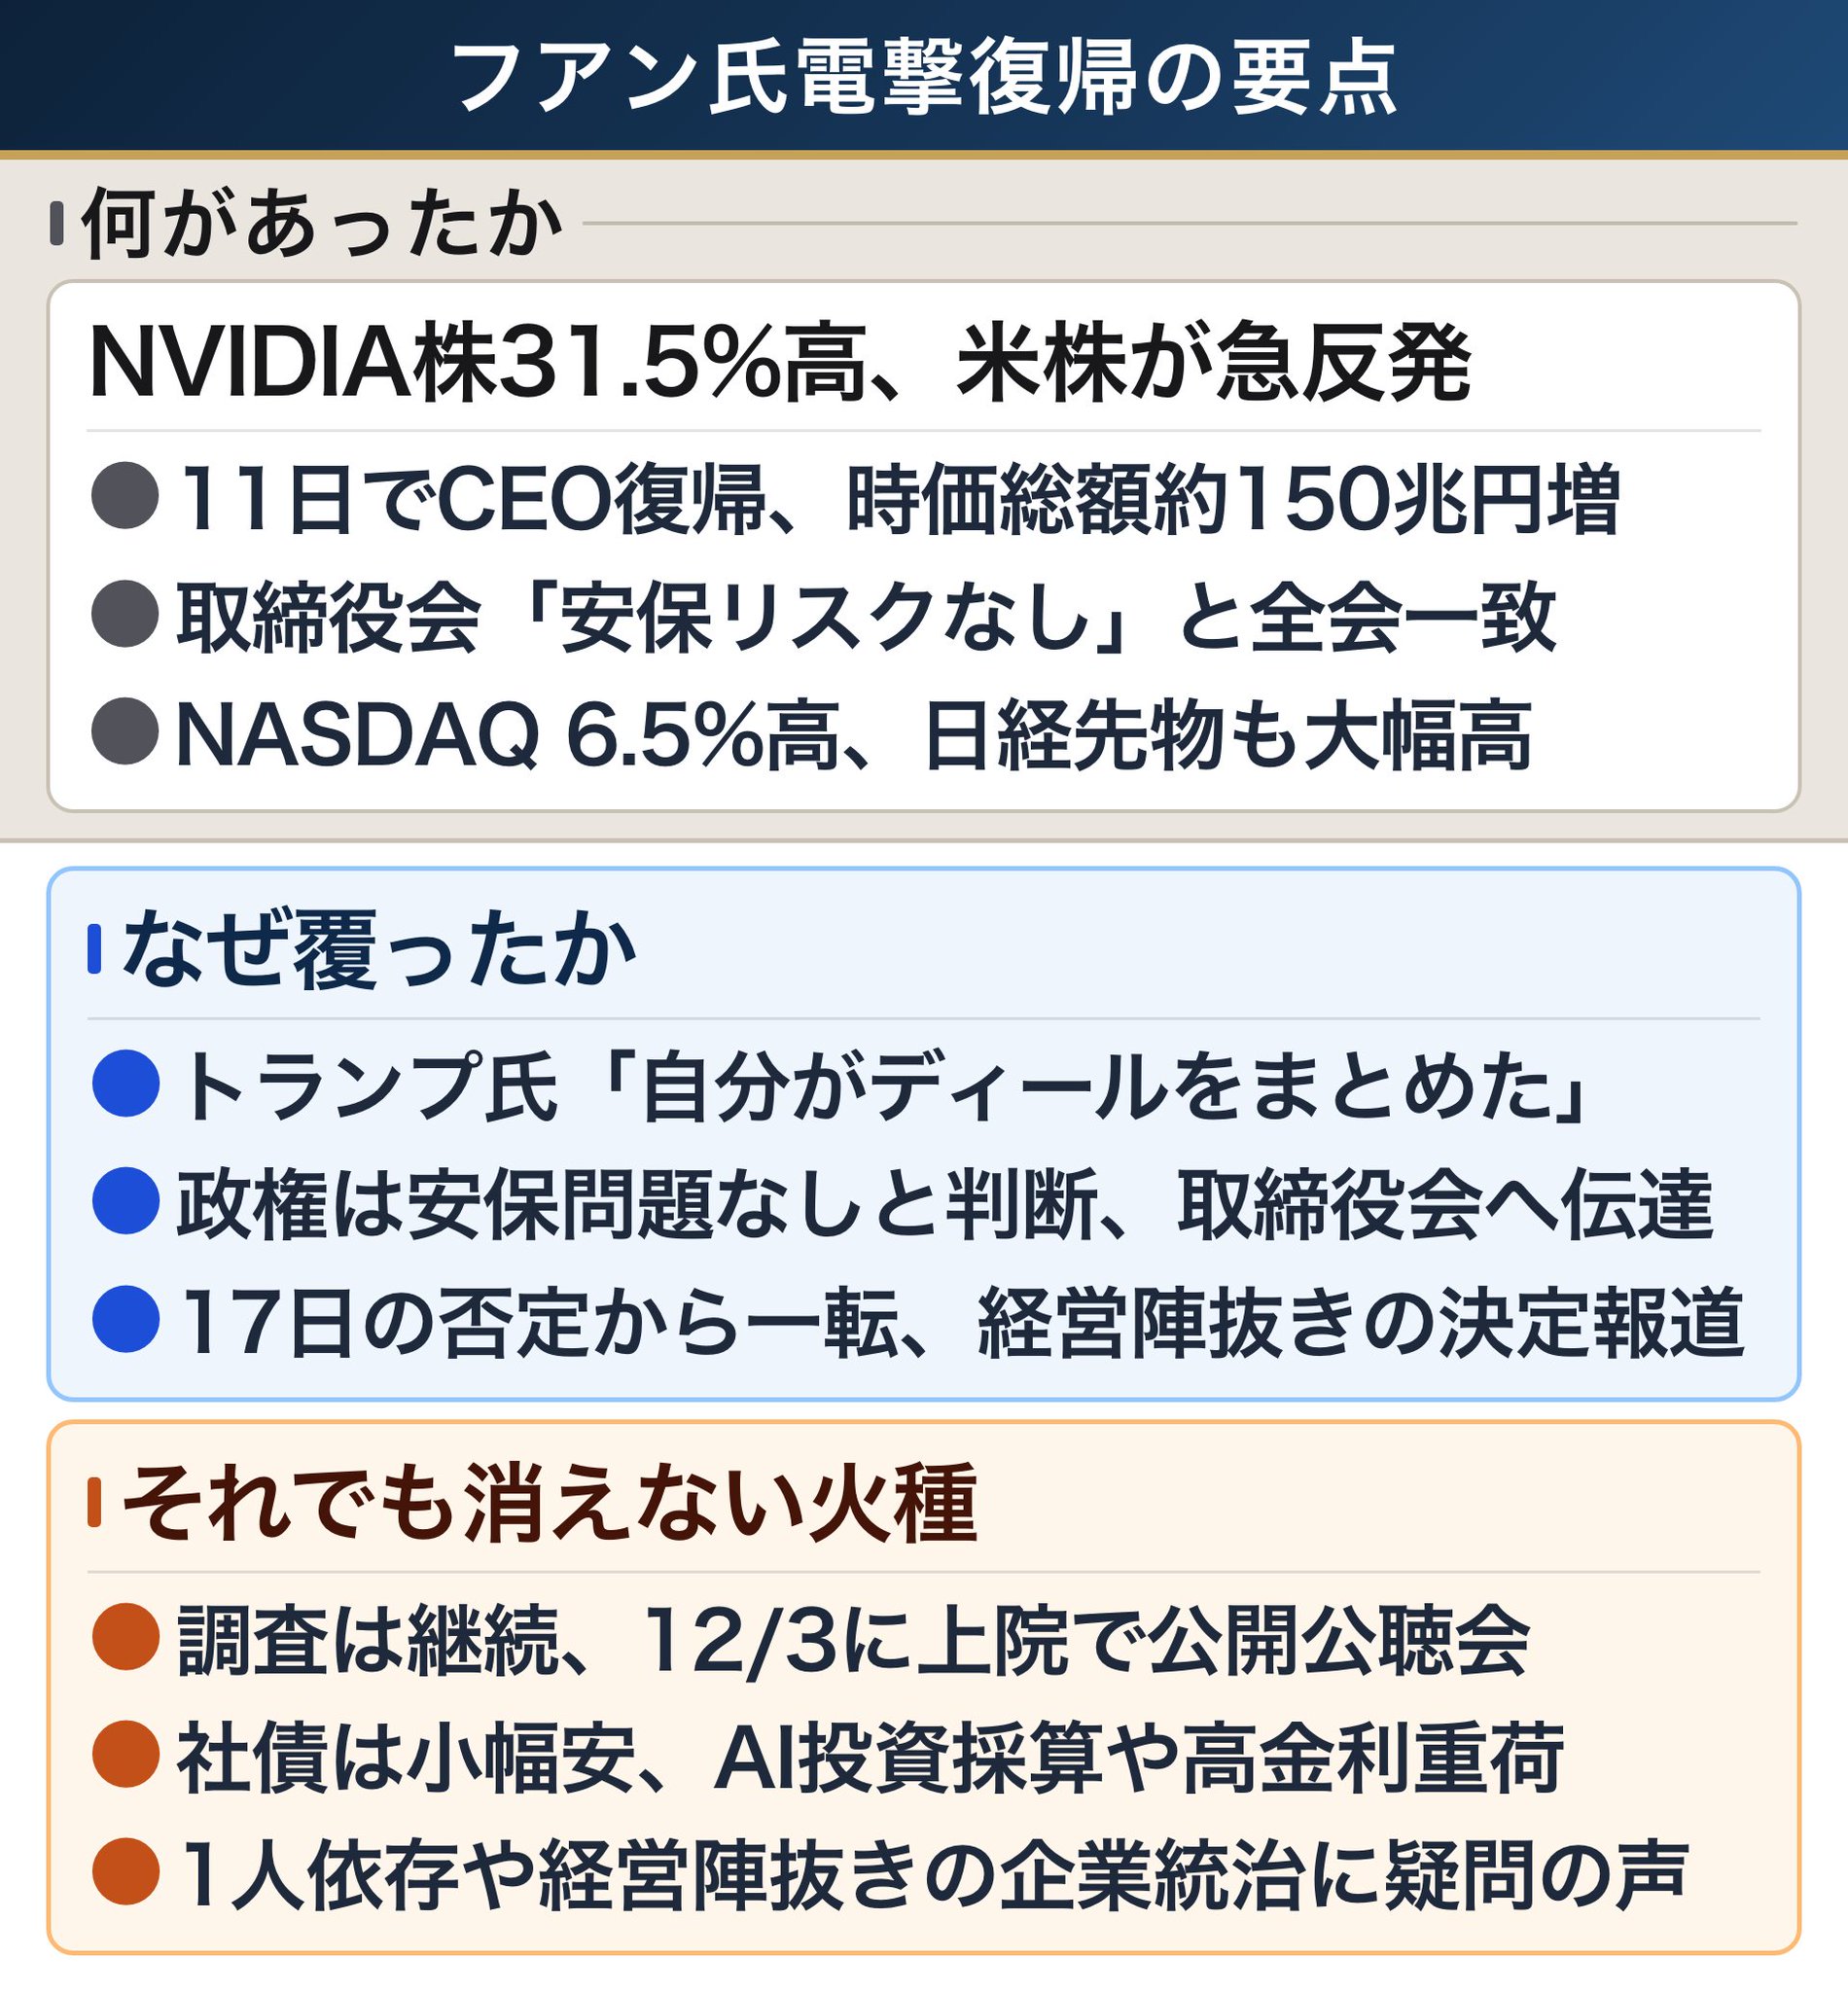 フアン氏電撃復帰の要点
何があったか
NVIDIA株31.5%高、米株が急反発
11日でCEO復帰、時価総額約150兆円増
取締役会「安保リスクなし」と全会一致
NASDAQ 6.5%高、日経先物も大幅高
なぜ覆ったか
トランプ氏「自分がディールをまとめた」
政権は安保問題なしと判断、取締役会へ伝達
17日の否定から一転、経営陣抜きの決定報道
それでも消えない火種
調査は継続、12/3に上院で公開公聴会
社債は小幅安、AI投資採算や高金利重荷
1人依存や経営陣抜きの企業統治に疑問の声